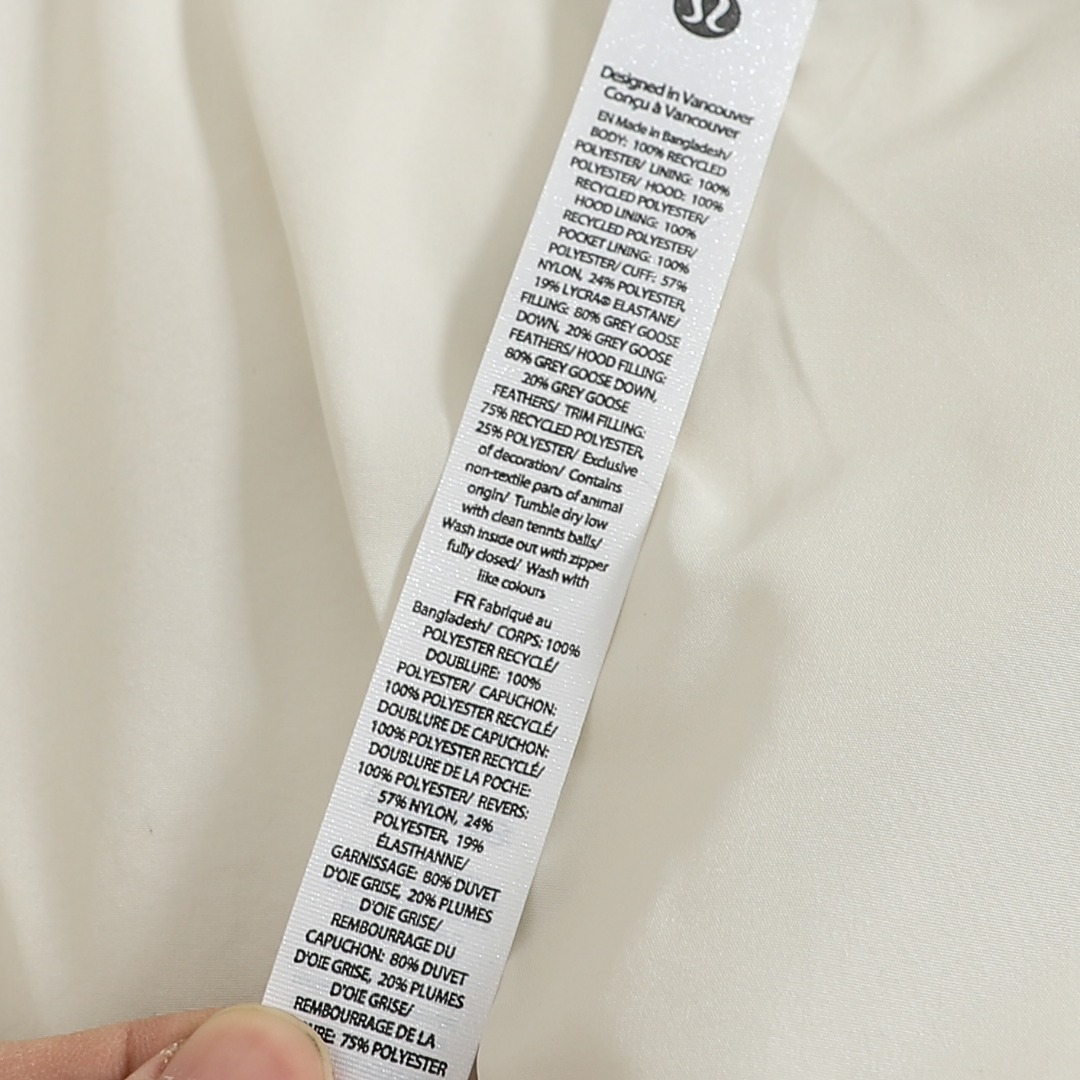 Designed in Vancouver
Conçu à Vancouver
EN Made in Bangladesh/
BODY: 100% RECYCLED
POLYESTER/ LINING: 100%
POLYESTER/ HOOD: 100%
RECYCLED POLYESTER/
HOOD LINING: 100%
RECYCLED POLYESTER/
POCKET LINING: 100%
POLYESTER/ CUFF: 57%
NYLON, 24% POLYESTER,
19% LYCRA® ELASTANE/
FILLING: 80% GREY GOOSE
DOWN, 20% GREY GOOSE
FEATHERS/ HOOD FILLING:
80% GREY GOOSE DOWN,
20% GREY GOOSE
FEATHERS/ TRIM FILLING:
75% RECYCLED POLYESTER,
25% POLYESTER/ Exclusive
of decoration/ Contains
non-textile parts of animal
origin/ Tumble dry low
with clean tennts balls/
Wash inside out with zipper
fully closed/ Wash with
like colours
FR Fabriqué au
Bangladesh/ CORPS: 100%
POLYESTER RECYCLÉ/
DOUBLURE: 100%
POLYESTER/ CAPUCHON:
100% POLYESTER RECYCLÉ/
DOUBLURE DE CAPUCHON:
100% POLYESTER RECYCLÉ/
DOUBLURE DE LA POCHE:
100% POLYESTER/ REVERS:
57% NYLON, 24%
POLYESTER, 19%
ÉLASTHANNE/
GARNISSAGE: 80% DUVET
D'OIE GRISE, 20% PLUMES
D'OIE GRISE/
REMBOURRAGE DU
CAPUCHON: 80% DUVET
D'OIE GRISE, 20% PLUMES
D'OIE GRISE/
REMBOURRAGE DE LA
75% POLYESTER